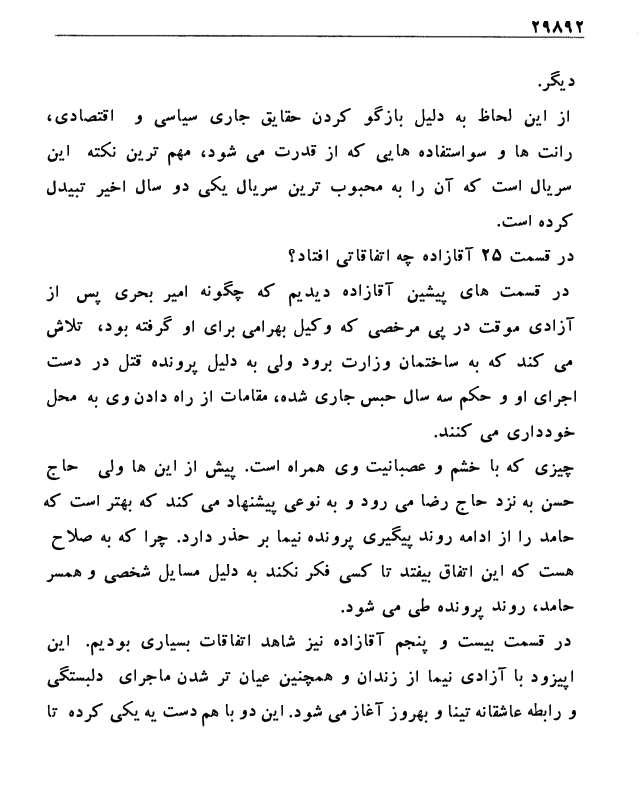 ۲۹۸۹۲
دیگر.
از این لحاظ به دلیل بازگو کردن حقایق جاری سیاسی و اقتصادی،
رانت ها و سواستفاده هایی که از قدرت می شود، مهم ترین نکته این
سریال است که آن را به محبوب ترین سریال یکی دو سال اخیر تبیدل
کرده است.
در قسمت ۲۵ آقازاده چه اتفاقاتی افتاد؟
در قسمت های پیشین آقازاده دیدیم که چگونه امیر بحری پس از
آزادی موقت در پی مرخصی که وکیل بهرامی برای او گرفته بود، تلاش
می کند که به ساختمان وزارت برود ولی به دلیل پرونده قتل در دست
اجرای او و حکم سه سال حبس جاری شده، مقامات از راه دادن وی به محل
خودداری می کنند.
چیزی که با خشم و عصبانیت وی همراه است. پیش از این ها ولی حاج
حسن به نزد حاج رضا می رود و به نوعی پیشنهاد می کند که بهتر است که
حامد را از ادامه روند پیگیری پرونده نیما بر حذر دارد. چرا که به صلاح
هست که این اتفاق بیفتد تا کسی فکر نکند به دلیل مسایل شخصی و همسر
حامد، روند پرونده طی می شود.
در قسمت بیست و پنجم آقازاده نیز شاهد اتفاقات بسیاری بودیم. این
اپیزود با آزادی نیما از زندان و همچنین عیان تر شدن ماجرای دلبستگی
و رابطه عاشقانه تینا و بهروز آغاز می شود. این دو با هم دست یه یکی کرده تا